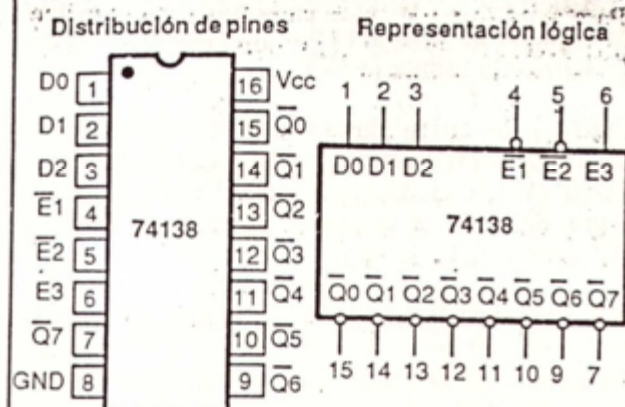 Distribución de pines
D0 1 16 Vcc
D1 2 15 Q̅0
D2 3 14 Q̅1
E̅1 4 13 Q̅2
E̅2 5 12 Q̅3
E3 6 11 Q̅4
Q̅7 7 10 Q̅5
GND 8 9 Q̅6
74138
Representación lógica
1 2 3 4 5 6
D0 D1 D2 E̅1 E̅2 E3
74138
Q̅0 Q̅1 Q̅2 Q̅3 Q̅4 Q̅5 Q̅6 Q̅7
15 14 13 12 11 10 9 7